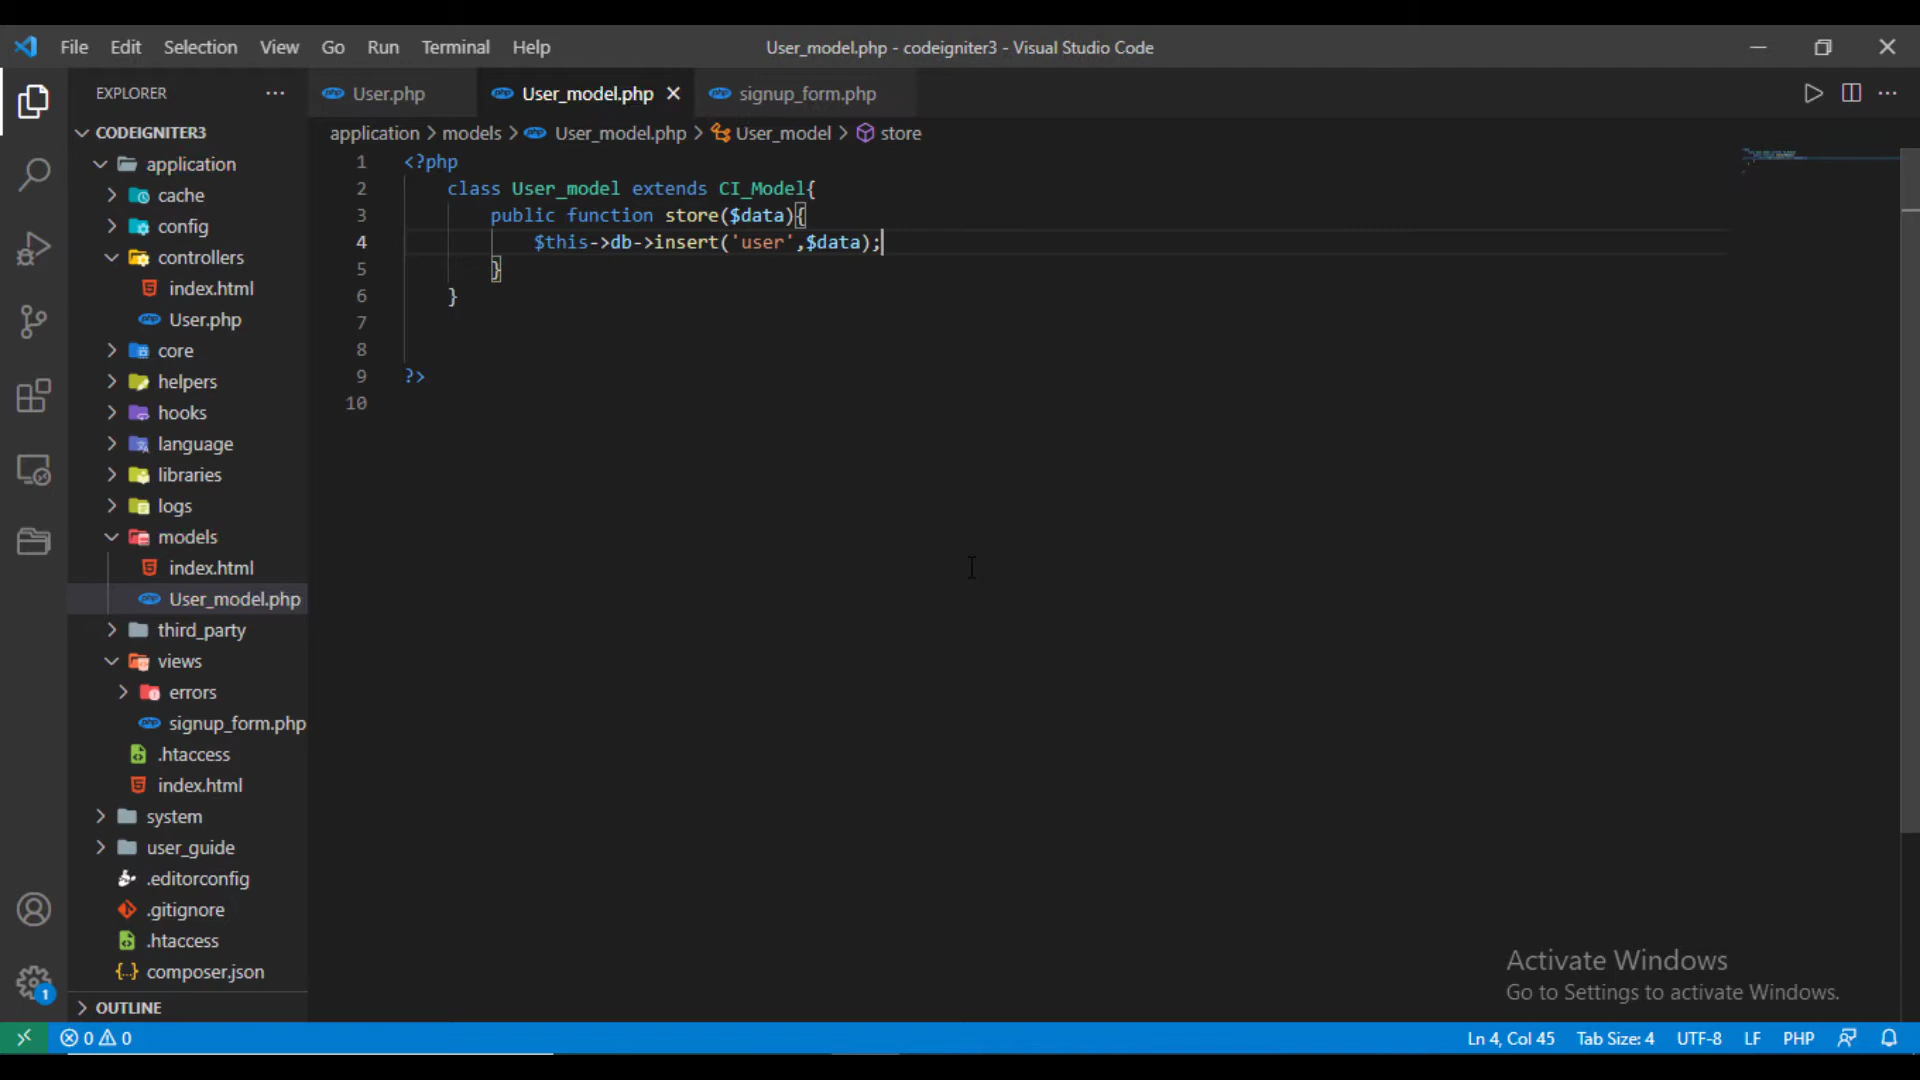 File Edit Selection View Go Run Terminal Help
User_model.php - codeigniter3 - Visual Studio Code
EXPLORER ...
User.php
User_model.php
signup_form.php
application > models > User_model.php > User_model > store
CODEIGNITER3
application
cache
config
controllers
index.html
User.php
core
helpers
hooks
language
libraries
logs
models
index.html
User_model.php
third_party
views
errors
signup_form.php
.htaccess
index.html
system
user_guide
.editorconfig
.gitignore
.htaccess
composer.json
OUTLINE
1 <?php
2 class User_model extends CI_Model{
3 public function store($data){
4 $this->db->insert('user',$data);
5 }
6 }
7
8
9 ?>
10
Activate Windows
Go to Settings to activate Windows.
1
0 0
Ln 4, Col 45 Tab Size: 4 UTF-8 LF PHP